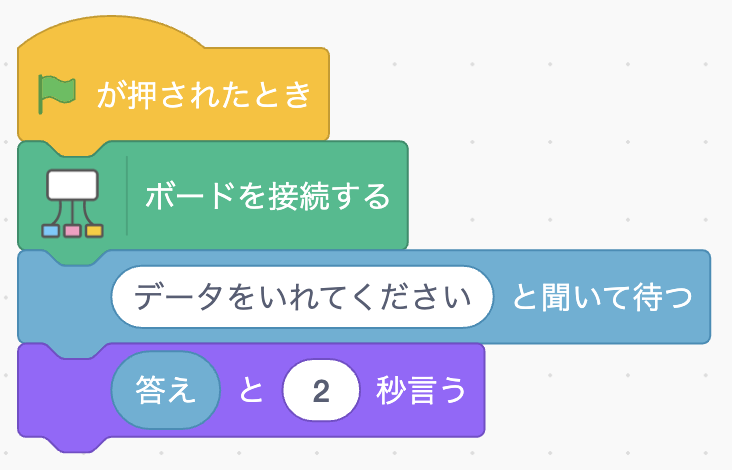 が押されたとき
ボードを接続する
データをいれてください と聞いて待つ
答え と 2 秒言う